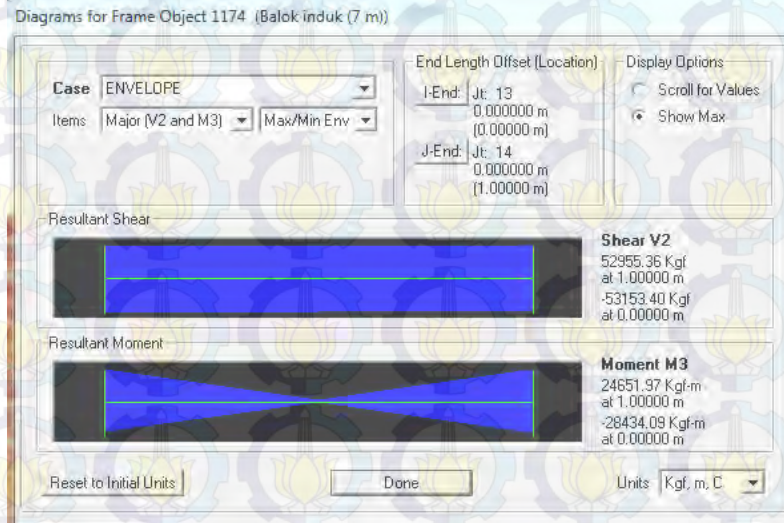 Diagrams for Frame Object 1174 (Balok induk (7 m))
Case ENVELOPE
Items Major (V2 and M3) Max/Min Env
End Length Offset (Location)
I-End: Jt: 13
0.000000 m
(0.00000 m)
J-End: Jt: 14
0.000000 m
(1.00000 m)
Display Options
Scroll for Values
Show Max
Resultant Shear
Shear V2
52955.36 Kgf
at 1.00000 m
-53153.40 Kgf
at 0.00000 m
Resultant Moment
Moment M3
24651.97 Kgf-m
at 1.00000 m
-28434.09 Kgf-m
at 0.00000 m
Reset to Initial Units Done Units Kgf, m, C